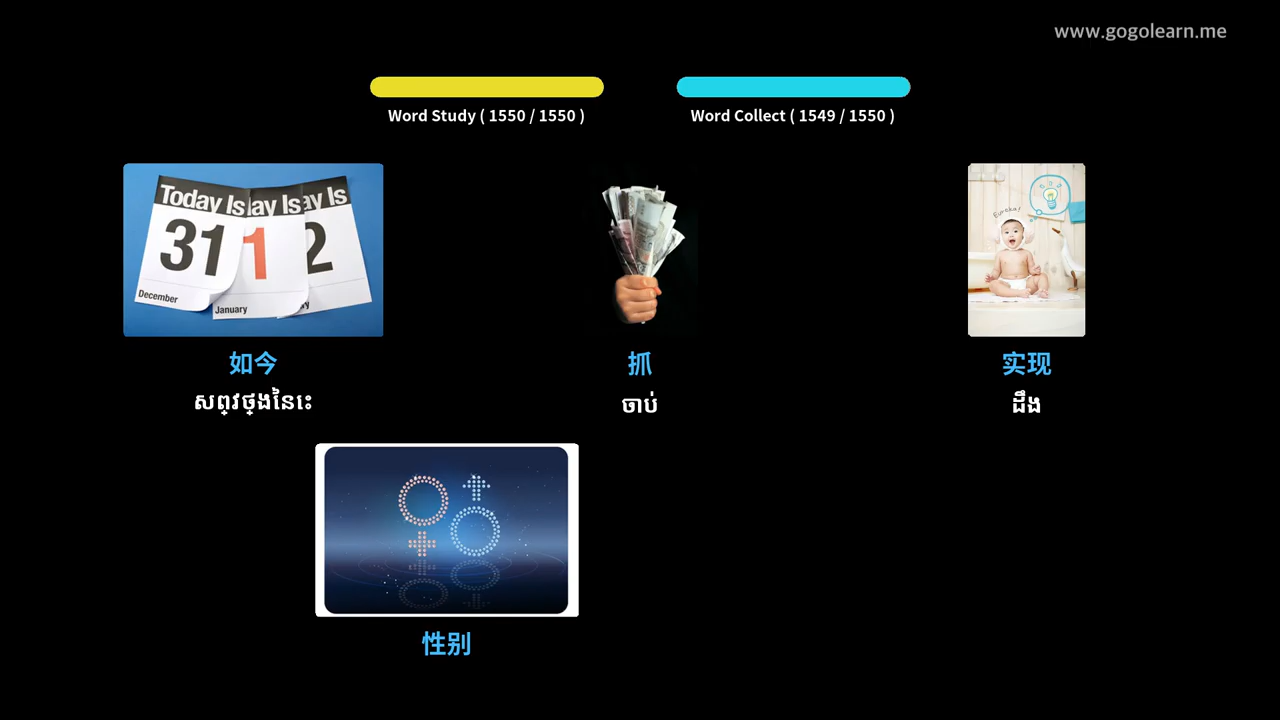 www.gogolearn.me
Word Study ( 1550 / 1550 )
Word Collect ( 1549 / 1550 )
Today Is
ay Is
ay Is
31
1
2
December
January
Eureka!
如今
抓
实现
សព្វថ្ងៃនេះ
ចាប់
ដឹង
性别